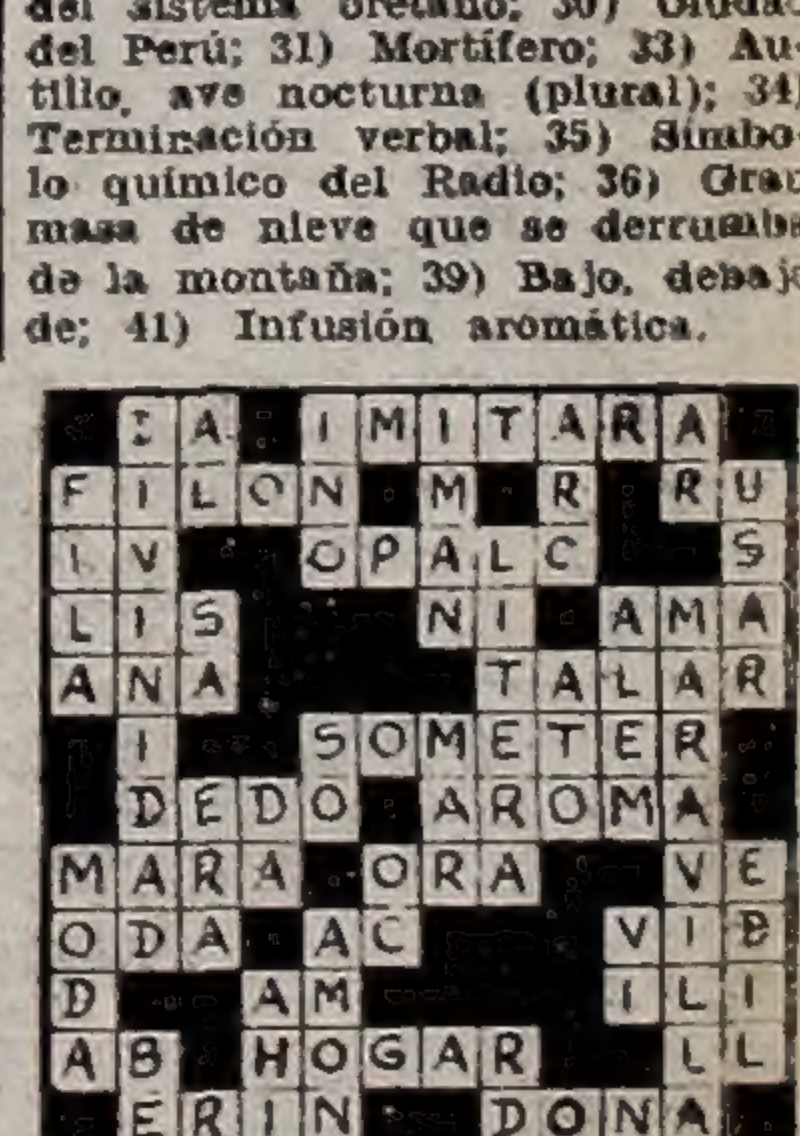 del sistema oretano; 30) Ciudad
del Perú; 31) Mortífero; 33) Au-
tillo, ave nocturna (plural); 34)
Terminación verbal; 35) Símbo-
lo químico del Radio; 36) Gran
masa de nieve que se derrumba
de la montaña; 39) Bajo, debajo
de; 41) Infusión aromática.
I A I M I T A R A
F I L O N M R R U
I V O P A L C S
L I S N I A M A
A N A T A L A R
I S O M E T E R
D E D O A R O M A
M A R A O R A V E
O D A A C V I B
D A M I L I
A B H O G A R L L
E R I N D O N A